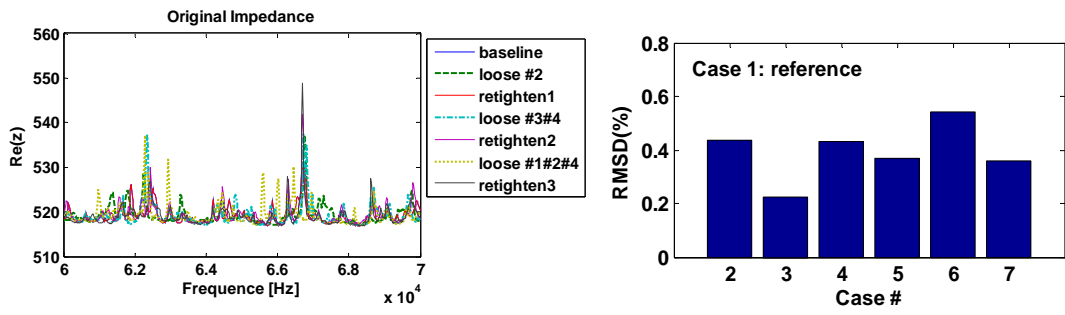 Original Impedance
560
550
540
530
520
510
Re(z)
6
6.2
6.4
6.6
6.8
7
Frequence [Hz]
x 10^4
baseline
loose #2
retighten1
loose #3#4
retighten2
loose #1#2#4
retighten3
0.8
0.6
0.4
0.2
0
RMSD(%)
Case 1: reference
2
3
4
5
6
7
Case #